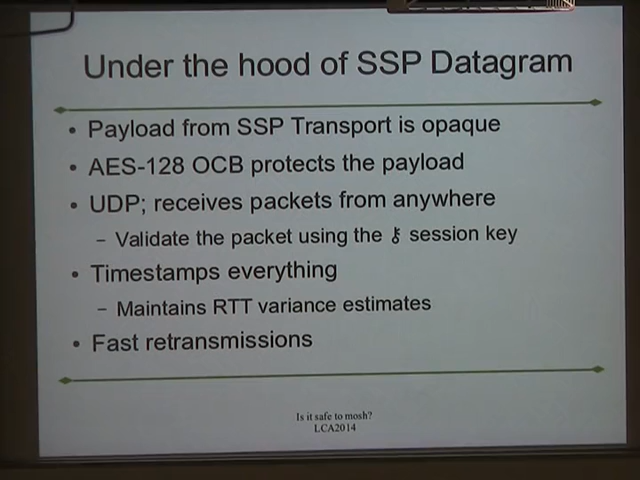 Under the hood of SSP Datagram
• Payload from SSP Transport is opaque
• AES-128 OCB protects the payload
• UDP; receives packets from anywhere
– Validate the packet using the ⚷ session key
• Timestamps everything
– Maintains RTT variance estimates
• Fast retransmissions
Is it safe to mosh?
LCA2014